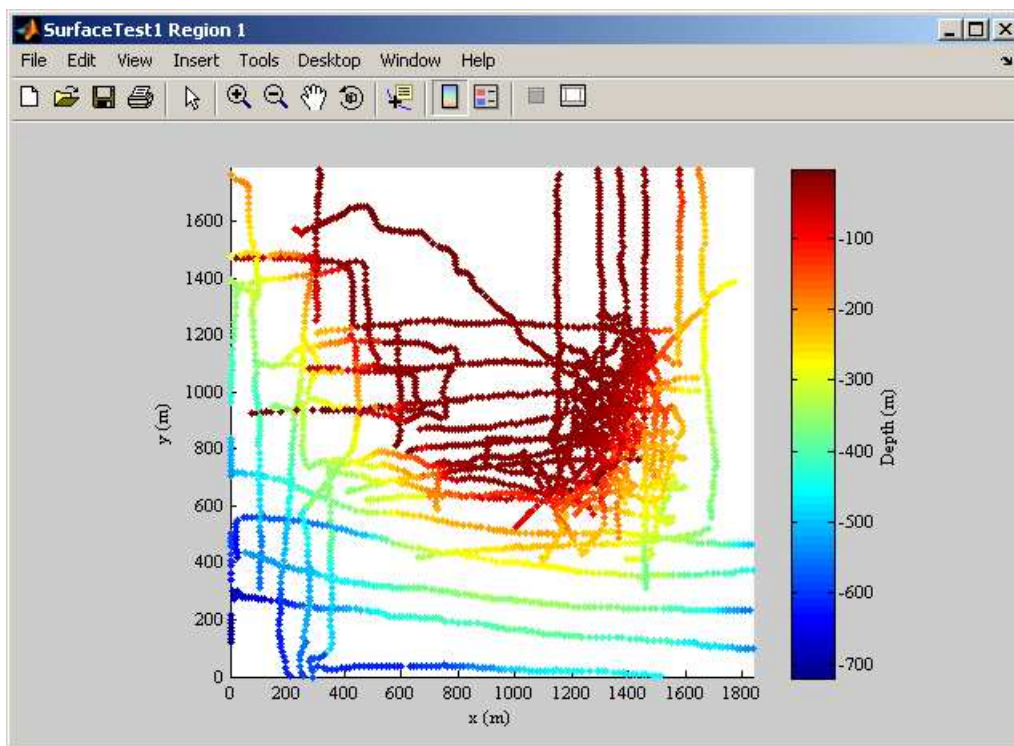 SurfaceTest1 Region 1
File Edit View Insert Tools Desktop Window Help
1600
1400
1200
1000
800
600
400
200
0
y (m)
0 200 400 600 800 1000 1200 1400 1600 1800
x (m)
-100
-200
-300
-400
-500
-600
-700
Depth (m)